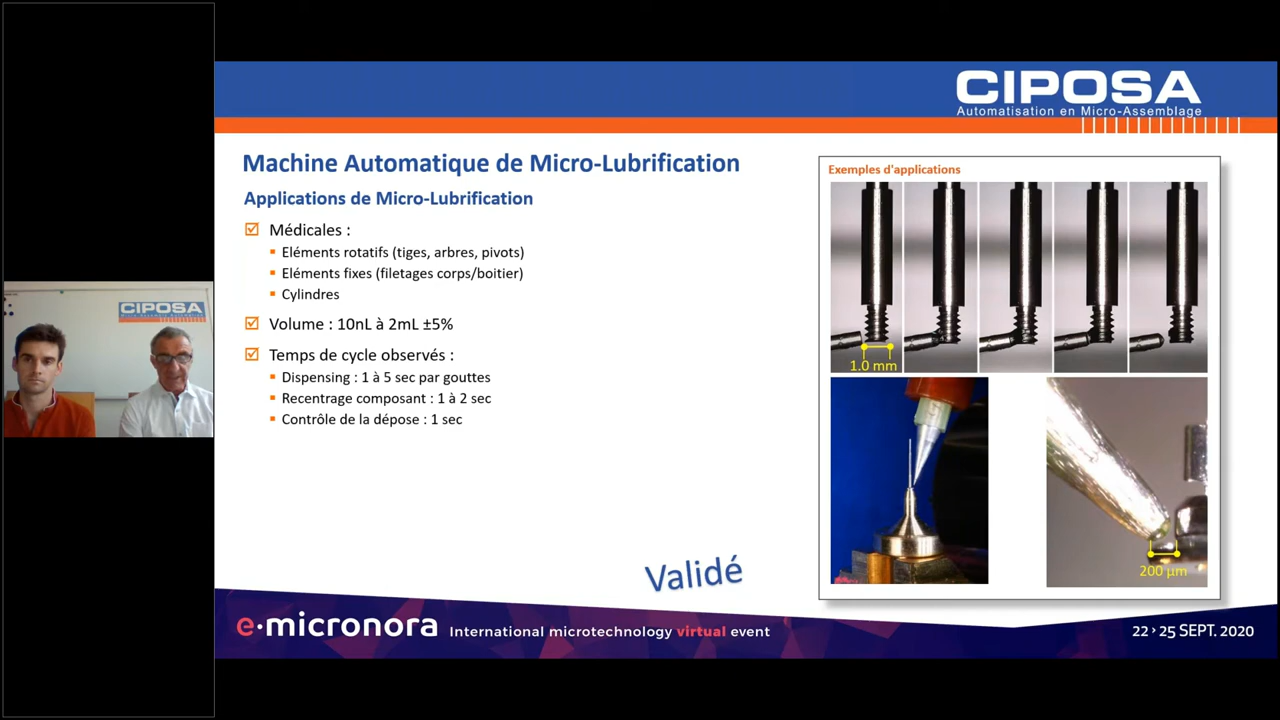 CIPOSA
Automatisation en Micro-Assemblage
Machine Automatique de Micro-Lubrification
Applications de Micro-Lubrification
Médicales :
Eléments rotatifs (tiges, arbres, pivots)
Eléments fixes (filetages corps/boitier)
Cylindres
Volume : 10nL à 2mL ±5%
Temps de cycle observés :
Dispensing : 1 à 5 sec par gouttes
Recentrage composant : 1 à 2 sec
Contrôle de la dépose : 1 sec
Exemples d'applications
1.0 mm
200 µm
Validé
CIPOSA
e·micronora International microtechnology virtual event
22 > 25 SEPT. 2020